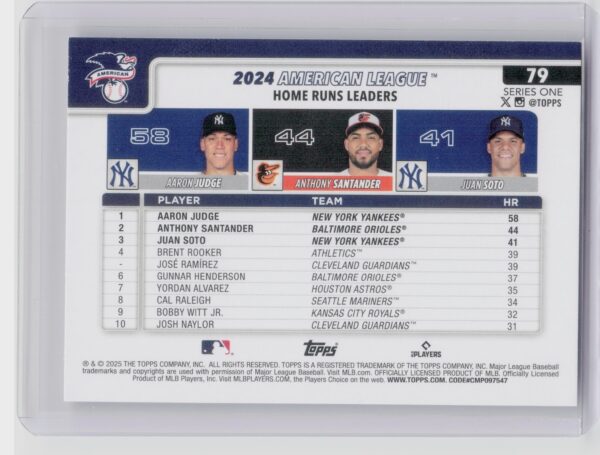 AMERICAN
2024 AMERICAN LEAGUE™
HOME RUNS LEADERS
79
SERIES ONE
@TOPPS
58
44
41
AARON JUDGE
ANTHONY SANTANDER
JUAN SOTO
PLAYER TEAM HR
1 AARON JUDGE NEW YORK YANKEES® 58
2 ANTHONY SANTANDER BALTIMORE ORIOLES® 44
3 JUAN SOTO NEW YORK YANKEES® 41
4 BRENT ROOKER ATHLETICS™ 39
- JOSÉ RAMÍREZ CLEVELAND GUARDIANS™ 39
6 GUNNAR HENDERSON BALTIMORE ORIOLES® 37
7 YORDAN ALVAREZ HOUSTON ASTROS® 35
8 CAL RALEIGH SEATTLE MARINERS™ 34
9 BOBBY WITT JR. KANSAS CITY ROYALS® 32
10 JOSH NAYLOR CLEVELAND GUARDIANS™ 31
Topps
PLAYERS
® & © 2025 THE TOPPS COMPANY, INC. ALL RIGHTS RESERVED. TOPPS IS A REGISTERED TRADEMARK OF THE TOPPS COMPANY, INC. Major League Baseball
trademarks and copyrights are used with permission of Major League Baseball. Visit MLB.com. OFFICIALLY LICENSED PRODUCT OF MLB. Officially Licensed
Product of MLB Players, Inc. Visit MLBPLAYERS.com, the Players Choice on the web. WWW.TOPPS.COM. CODE#CMP097547